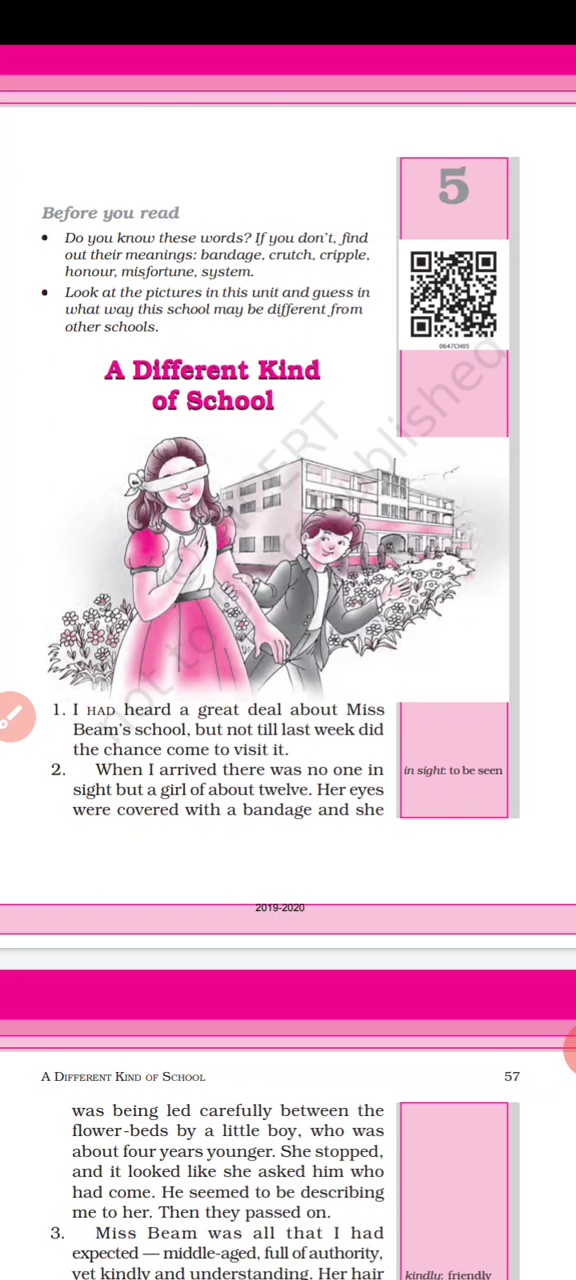 5
Before you read
• Do you know these words? If you don't, find
out their meanings: bandage, crutch, cripple,
honour, misfortune, system.
• Look at the pictures in this unit and guess in
what way this school may be different from
other schools.
0647CH05
A Different Kind
of School
1. I HAD heard a great deal about Miss
Beam's school, but not till last week did
the chance come to visit it.
2. When I arrived there was no one in
sight but a girl of about twelve. Her eyes
were covered with a bandage and she
in sight: to be seen
2019-2020
A DIFFERENT KIND OF SCHOOL
57
was being led carefully between the
flower-beds by a little boy, who was
about four years younger. She stopped,
and it looked like she asked him who
had come. He seemed to be describing
me to her. Then they passed on.
3. Miss Beam was all that I had
expected — middle-aged, full of authority,
yet kindly and understanding. Her hair
kindly: friendly